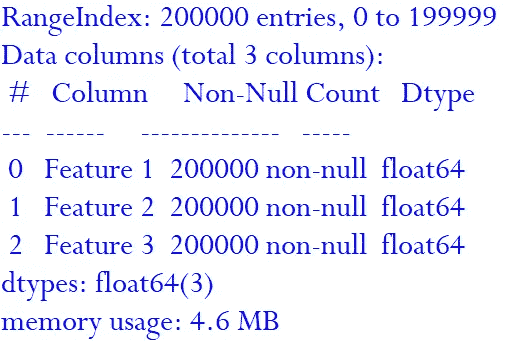 RangeIndex: 200000 entries, 0 to 199999
Data columns (total 3 columns):
# Column Non-Null Count Dtype
--- ------ -------------- -----
0 Feature 1 200000 non-null float64
1 Feature 2 200000 non-null float64
2 Feature 3 200000 non-null float64
dtypes: float64(3)
memory usage: 4.6 MB